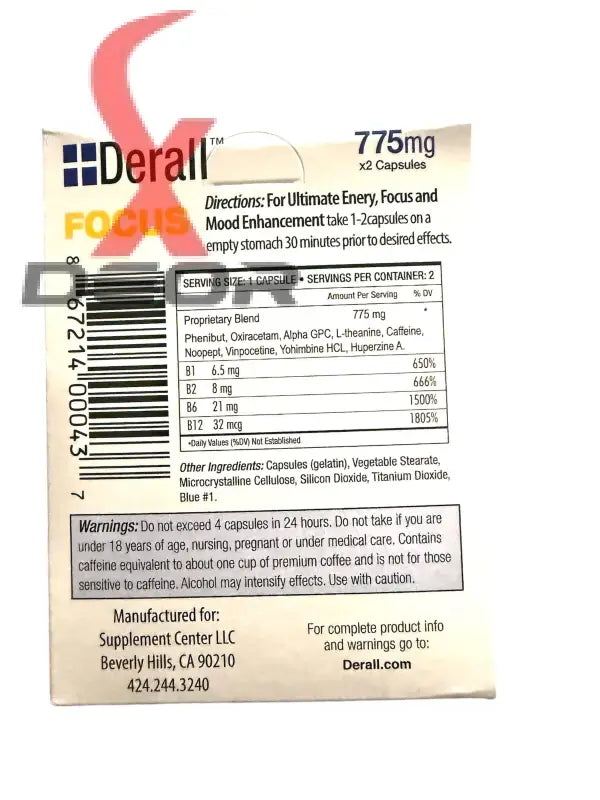 Derall™
FOCUS
775mg
x2 Capsules
Directions: For Ultimate Enery, Focus and
Mood Enhancement take 1-2capsules on a
empty stomach 30 minutes prior to desired effects.
XDEOR
8 67214 00043 7
SERVING SIZE: 1 CAPSULE • SERVINGS PER CONTAINER: 2
Amount Per Serving % DV
Proprietary Blend 775 mg *
Phenibut, Oxiracetam, Alpha GPC, L-theanine, Caffeine,
Noopept, Vinpocetine, Yohimbine HCL, Huperzine A.
B1 6.5 mg 650%
B2 8 mg 666%
B6 21 mg 1500%
B12 32 mcg 1805%
*Daily Values (%DV) Not Established
Other Ingredients: Capsules (gelatin), Vegetable Stearate,
Microcrystalline Cellulose, Silicon Dioxide, Titanium Dioxide,
Blue #1.
Warnings: Do not exceed 4 capsules in 24 hours. Do not take if you are
under 18 years of age, nursing, pregnant or under medical care. Contains
caffeine equivalent to about one cup of premium coffee and is not for those
sensitive to caffeine. Alcohol may intensify effects. Use with caution.
Manufactured for:
Supplement Center LLC
Beverly Hills, CA 90210
424.244.3240
For complete product info
and warnings go to:
Derall.com